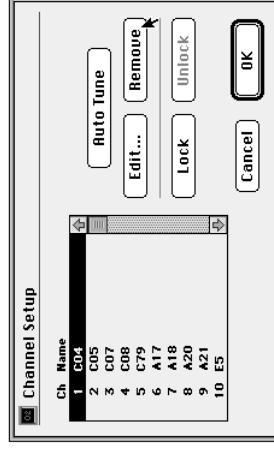 Channel Setup
Ch Name
1 C04
2 C05
3 C07
4 C08
5 C79
6 A17
7 A18
8 A20
9 A21
10 E5
Auto Tune
Edit... Remove
Lock Unlock
Cancel OK